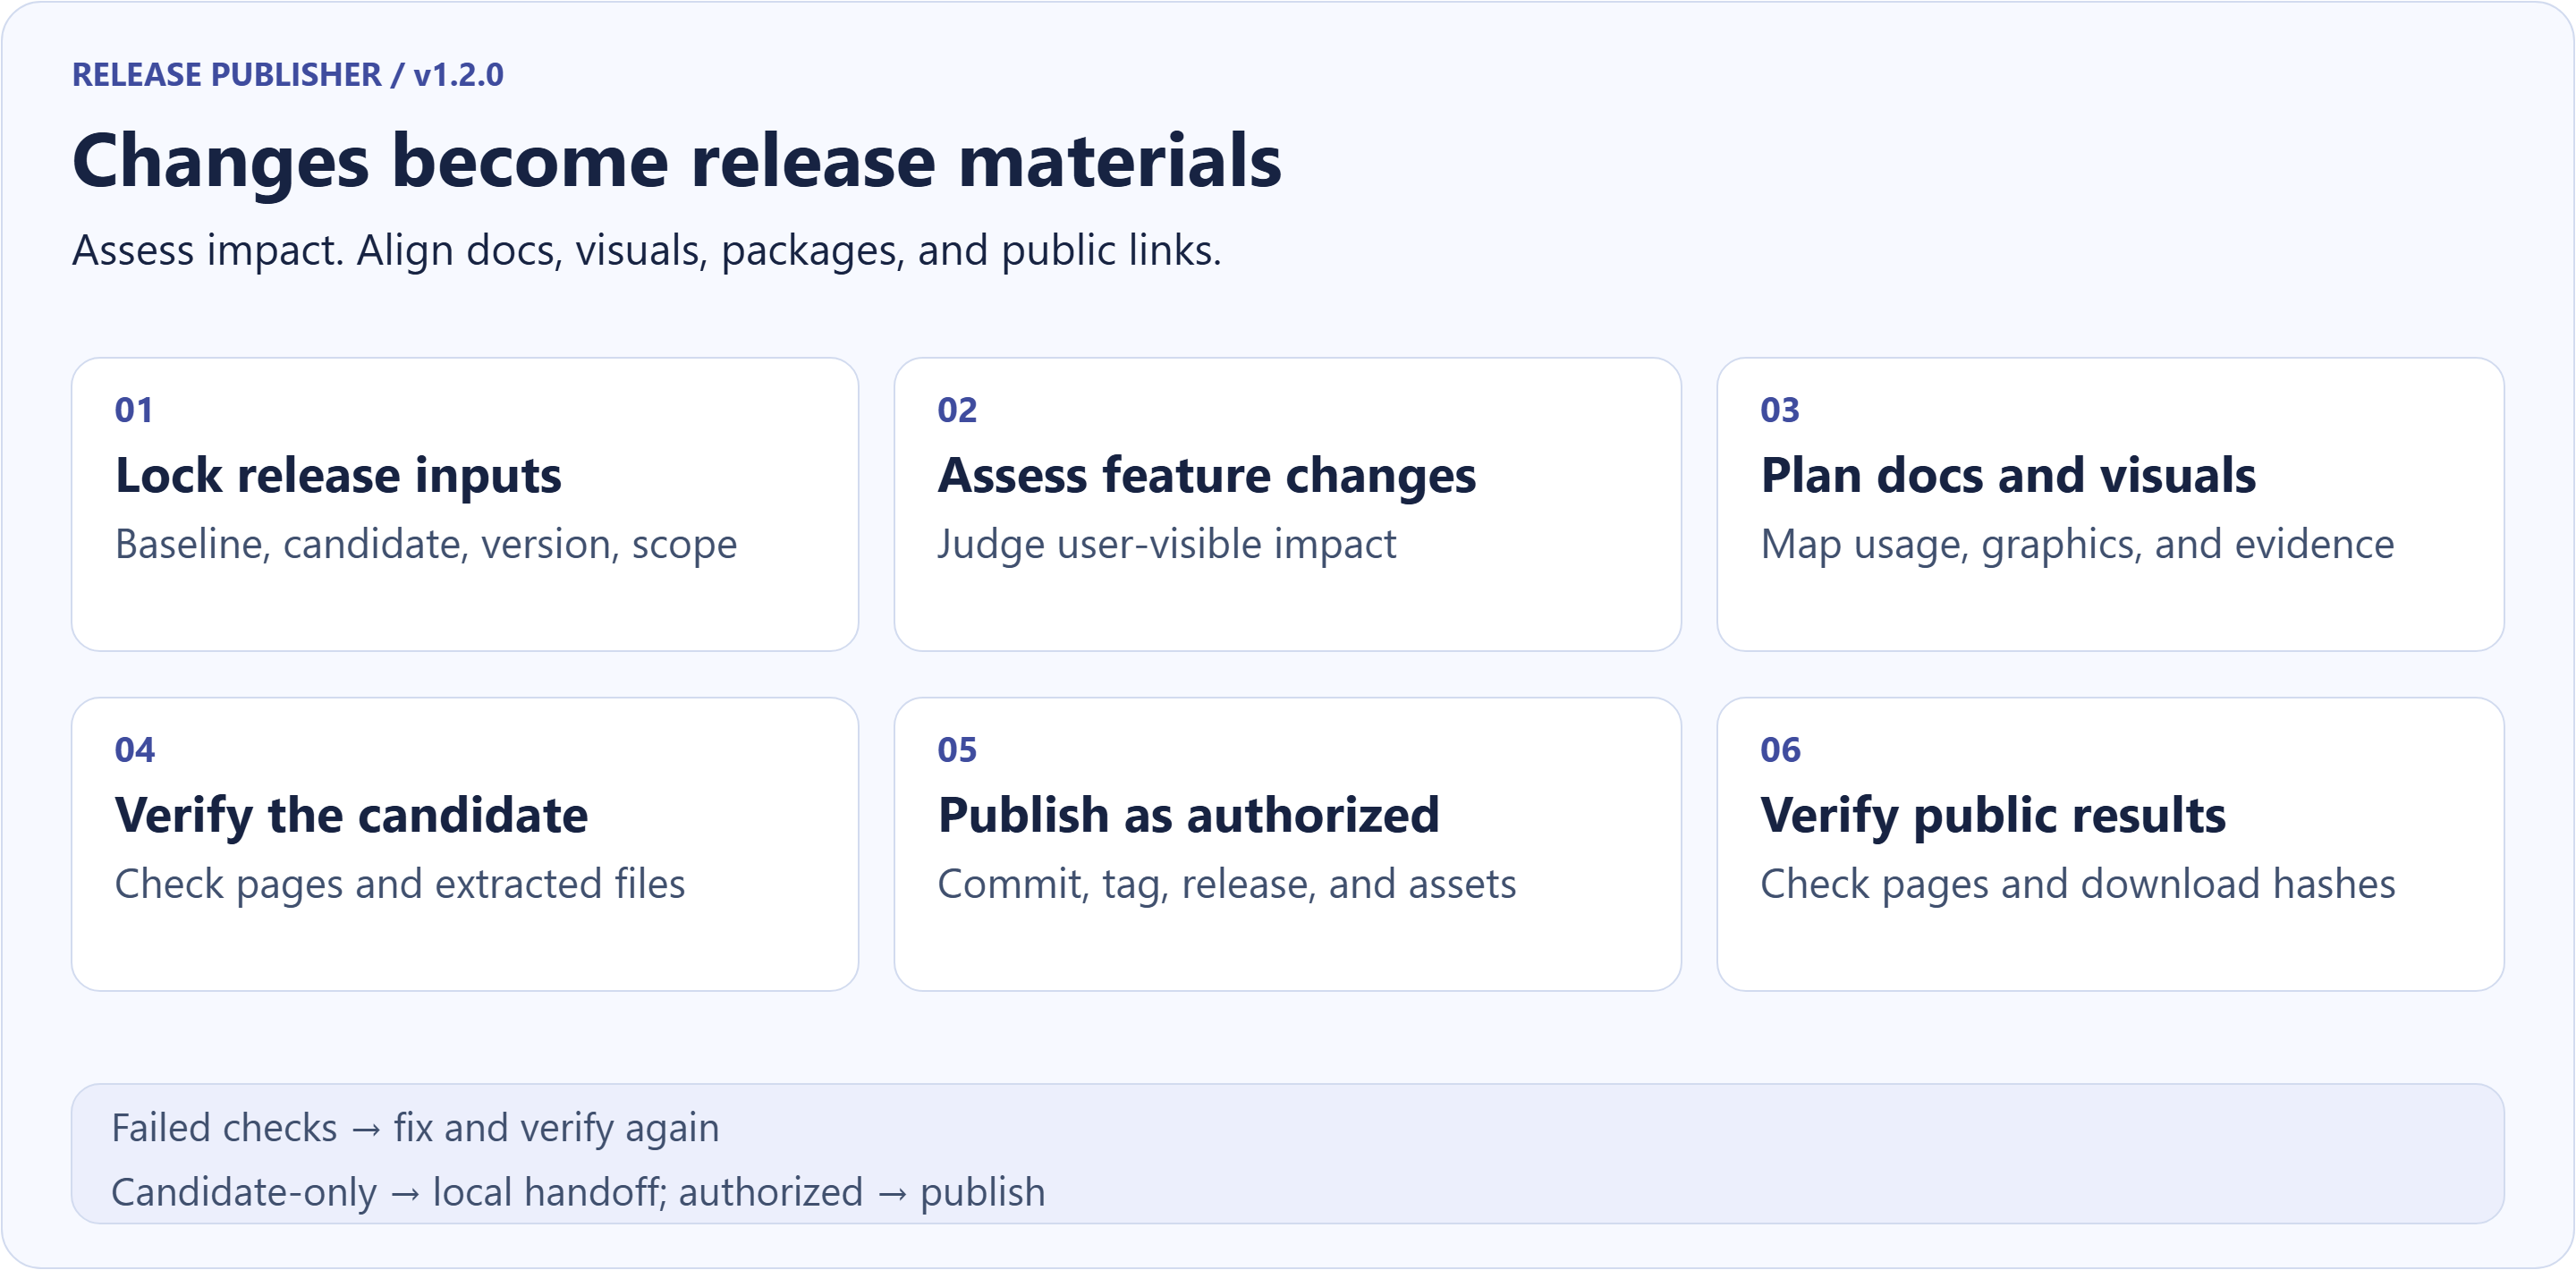 RELEASE PUBLISHER / v1.2.0
Changes become release materials
Assess impact. Align docs, visuals, packages, and public links.
01
Lock release inputs
Baseline, candidate, version, scope
02
Assess feature changes
Judge user-visible impact
03
Plan docs and visuals
Map usage, graphics, and evidence
04
Verify the candidate
Check pages and extracted files
05
Publish as authorized
Commit, tag, release, and assets
06
Verify public results
Check pages and download hashes
Failed checks → fix and verify again
Candidate-only → local handoff; authorized → publish